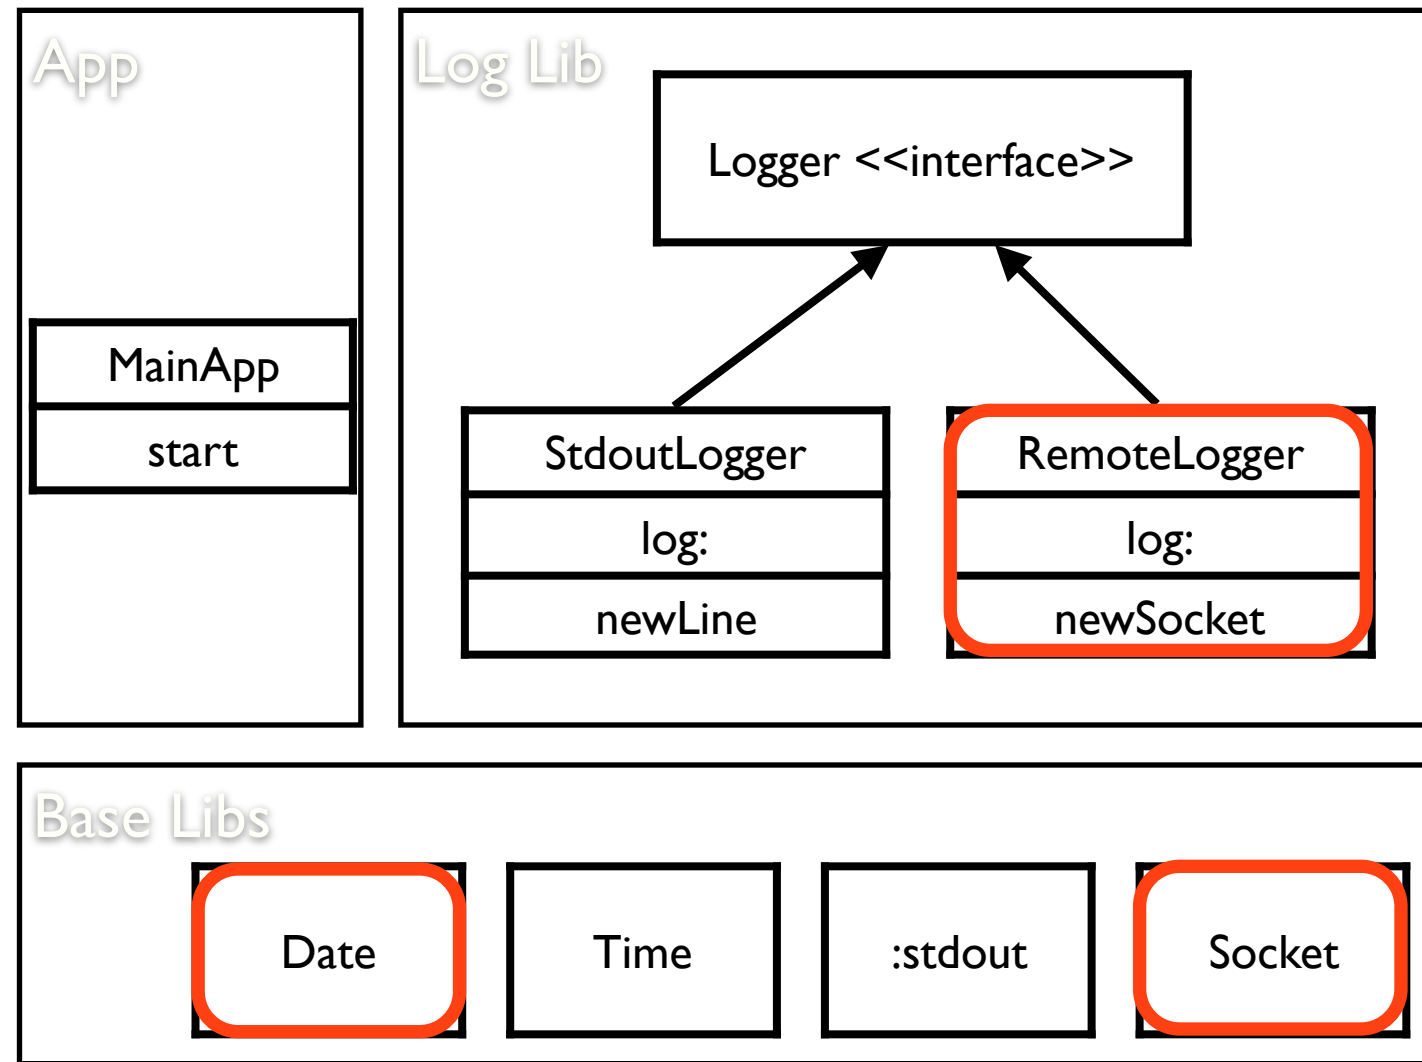 App
Log Lib
Logger <<interface>>
MainApp
start
StdoutLogger
log:
newLine
RemoteLogger
log:
newSocket
Base Libs
Date
Time
:stdout
Socket